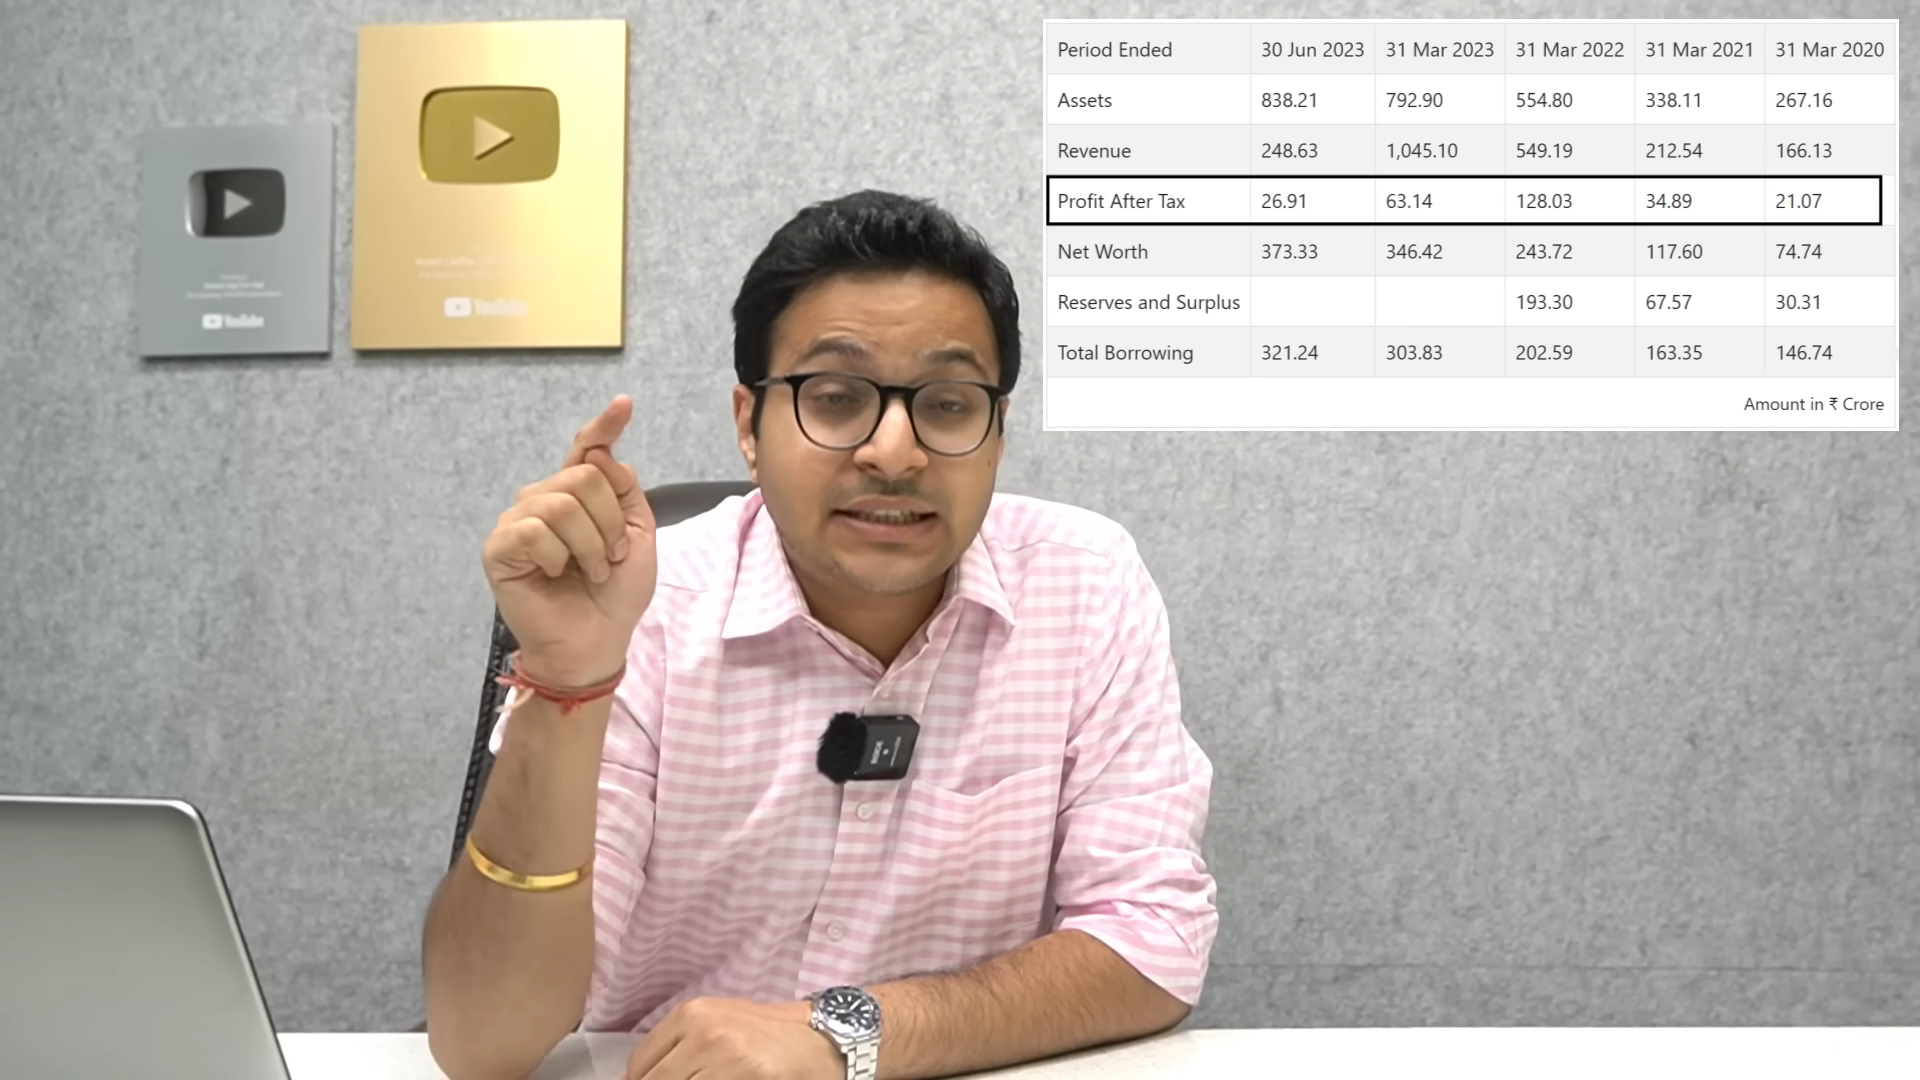 Period Ended 30 Jun 2023 31 Mar 2023 31 Mar 2022 31 Mar 2021 31 Mar 2020
Assets 838.21 792.90 554.80 338.11 267.16
Revenue 248.63 1,045.10 549.19 212.54 166.13
Profit After Tax 26.91 63.14 128.03 34.89 21.07
Net Worth 373.33 346.42 243.72 117.60 74.74
Reserves and Surplus 193.30 67.57 30.31
Total Borrowing 321.24 303.83 202.59 163.35 146.74
Amount in ₹ Crore
YouTube
YouTube